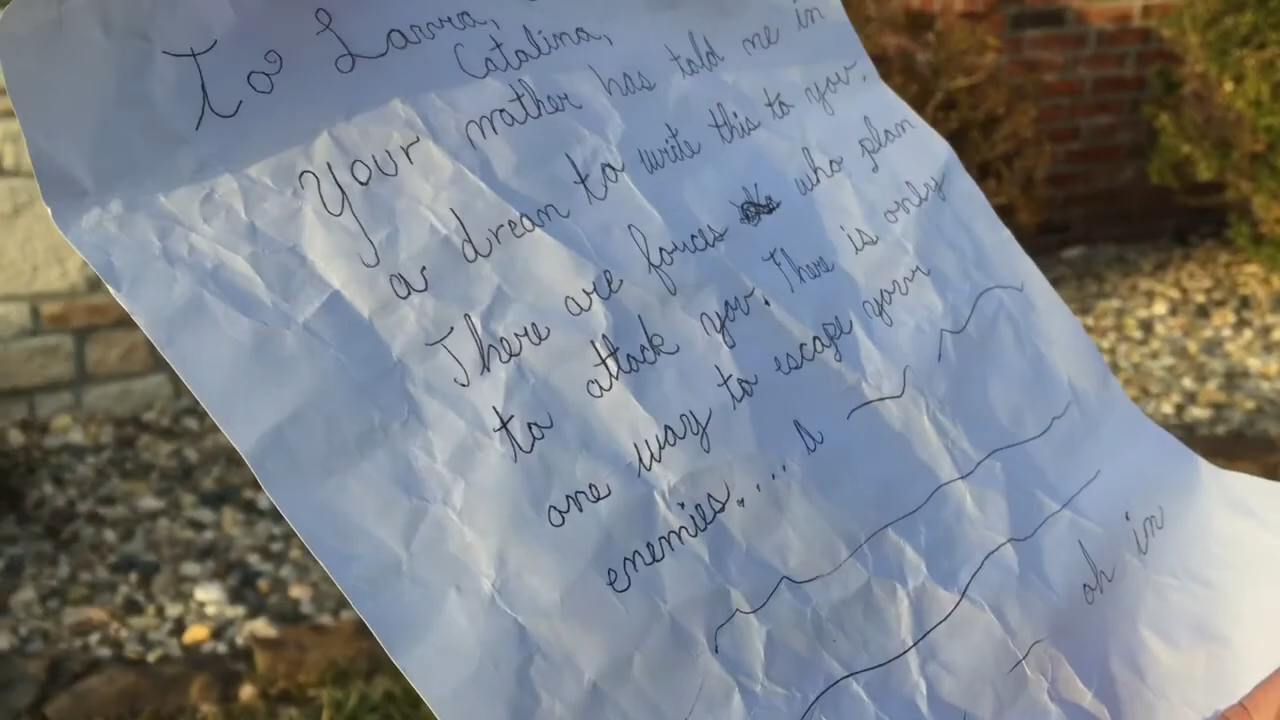 To Larra,
Catalina,
Your mother has told me in
a dream to write this to you.
There are forces who plan
to attack you. There is only
one way to escape your
enemies.... a
oh in